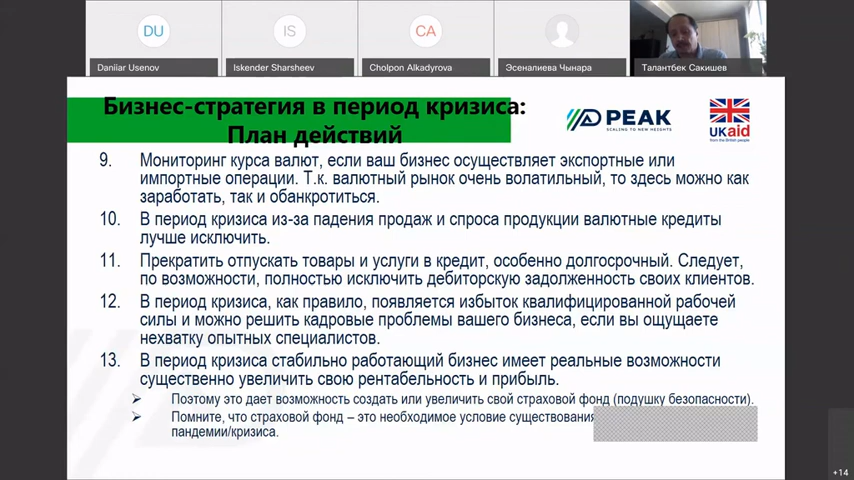 DU
IS
CA
Daniiar Usenov
Iskender Sharsheev
Cholpon Alkadyrova
Эсеналиева Чынара
Талантбек Сакишев
Бизнес-стратегия в период кризиса:
План действий
PEAK
SCALING TO NEW HEIGHTS
UKaid
from the British people
9. Мониторинг курса валют, если ваш бизнес осуществляет экспортные или
импортные операции. Т.к. валютный рынок очень волатильный, то здесь можно как
заработать, так и обанкротиться.
10. В период кризиса из-за падения продаж и спроса продукции валютные кредиты
лучше исключить.
11. Прекратить отпускать товары и услуги в кредит, особенно долгосрочный. Следует,
по возможности, полностью исключить дебиторскую задолженность своих клиентов.
12. В период кризиса, как правило, появляется избыток квалифицированной рабочей
силы и можно решить кадровые проблемы вашего бизнеса, если вы ощущаете
нехватку опытных специалистов.
13. В период кризиса стабильно работающий бизнес имеет реальные возможности
существенно увеличить свою рентабельность и прибыль.
Поэтому это дает возможность создать или увеличить свой страховой фонд (подушку безопасности).
Помните, что страховой фонд – это необходимое условие существования
пандемии/кризиса.
+14